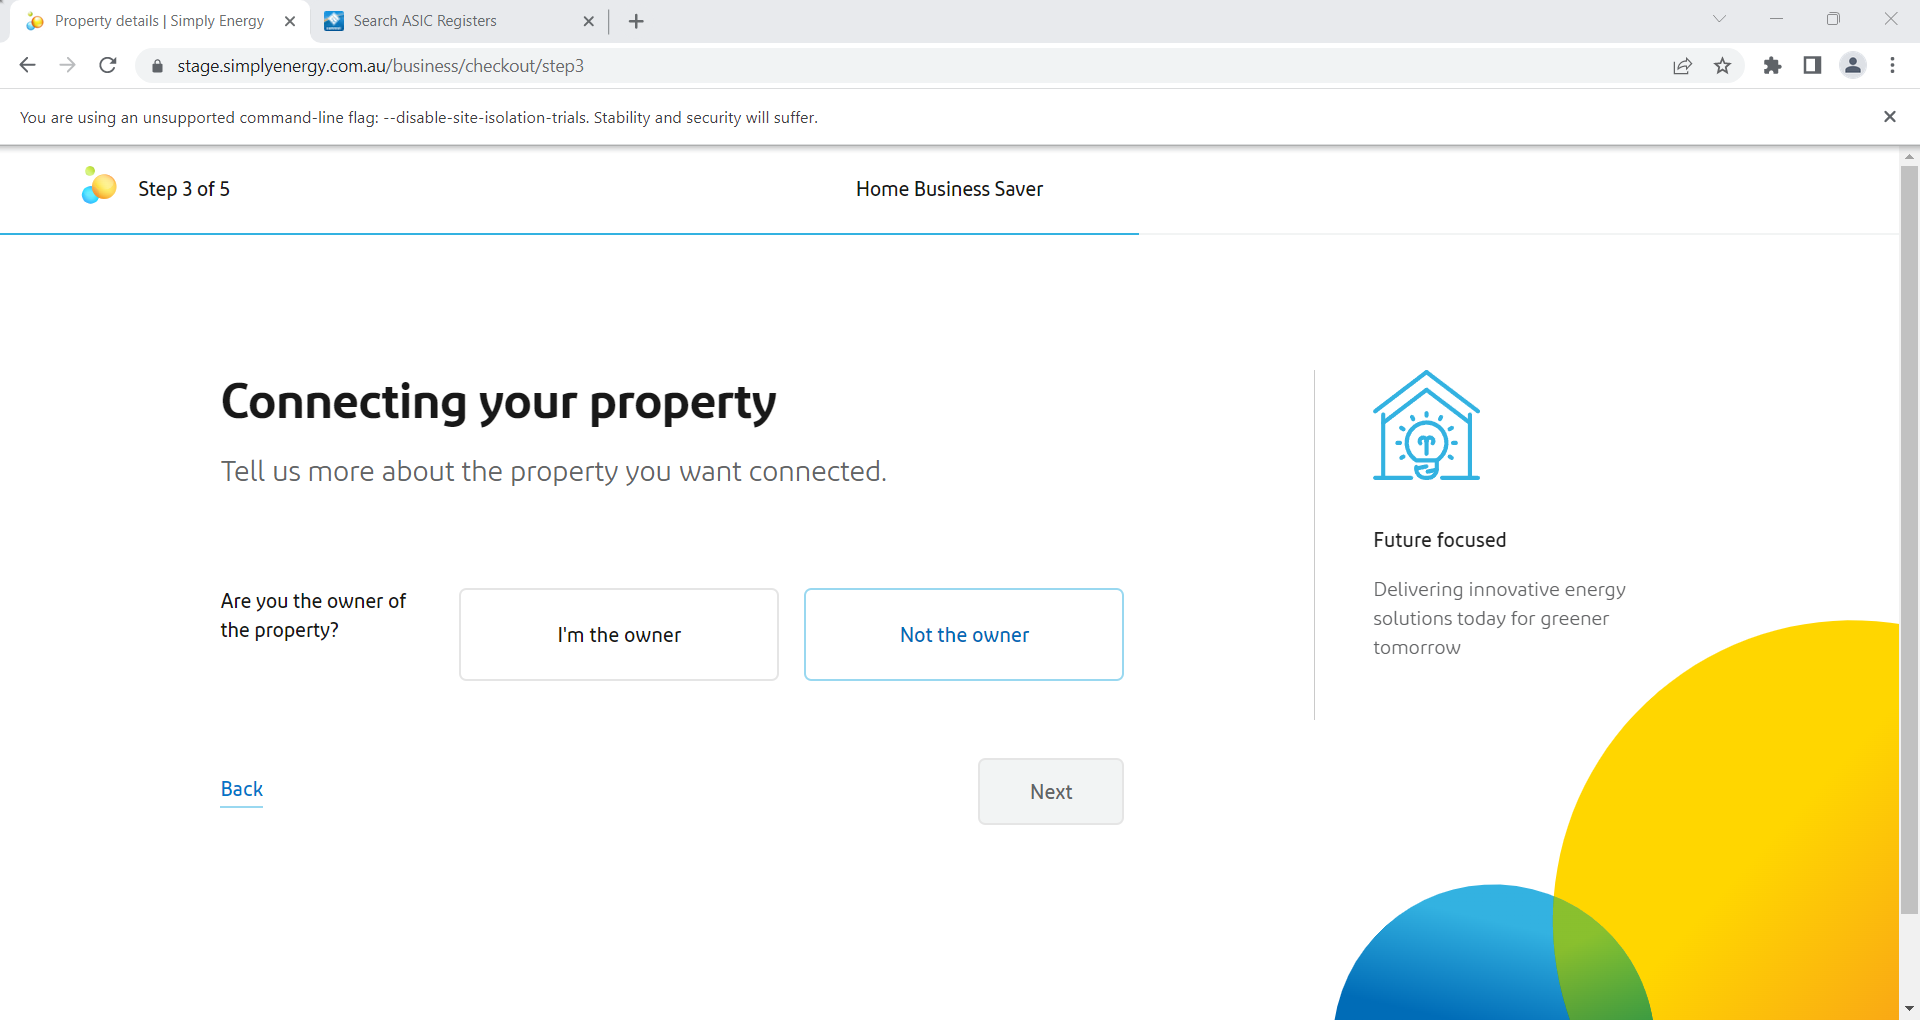 Property details | Simply Energy
Search ASIC Registers
stage.simplyenergy.com.au/business/checkout/step3
You are using an unsupported command-line flag: --disable-site-isolation-trials. Stability and security will suffer.
Step 3 of 5
Home Business Saver
Connecting your property
Tell us more about the property you want connected.
Are you the owner of
the property?
I'm the owner
Not the owner
Back
Next
Future focused
Delivering innovative energy
solutions today for greener
tomorrow